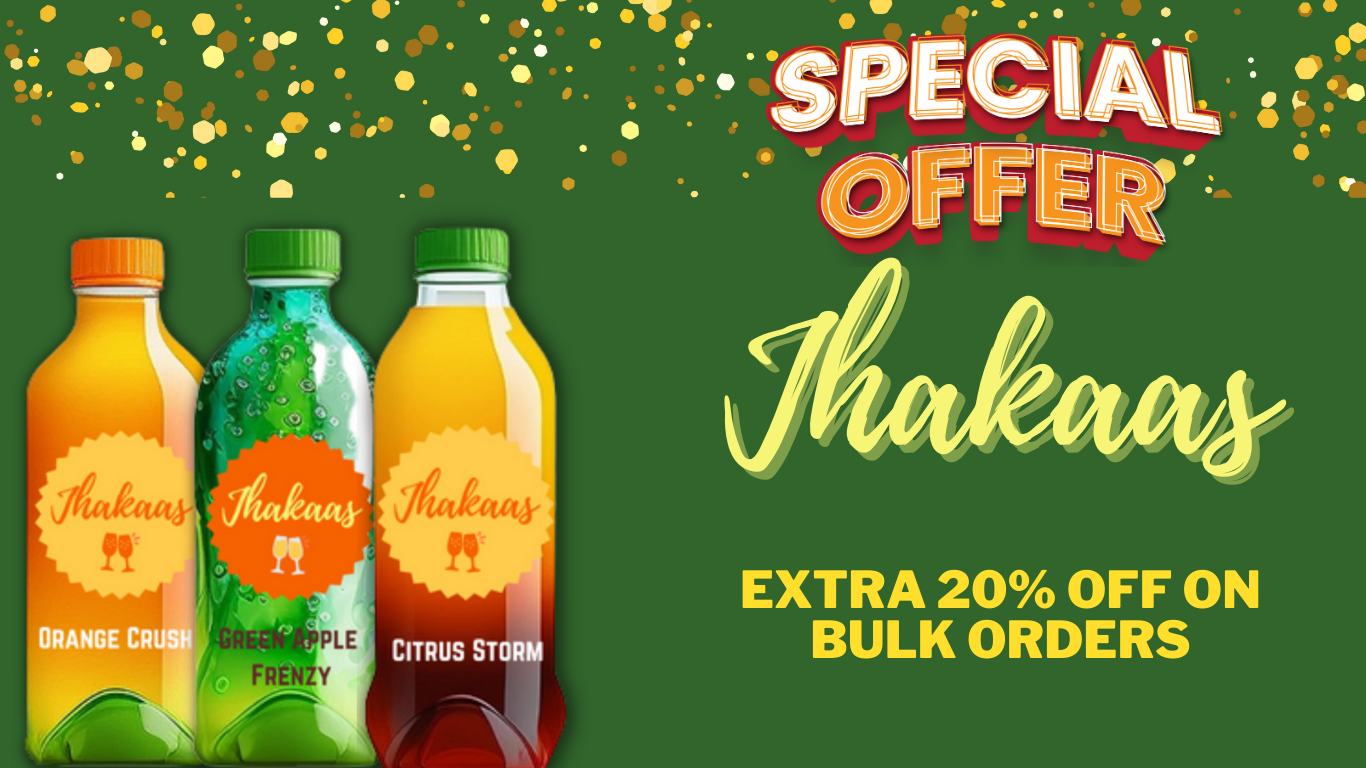 SPECIAL
OFFER
Jhakaas
EXTRA 20% OFF ON
BULK ORDERS
Jhakaas
ORANGE CRUSH
Jhakaas
GREEN APPLE
FRENZY
Jhakaas
CITRUS STORM